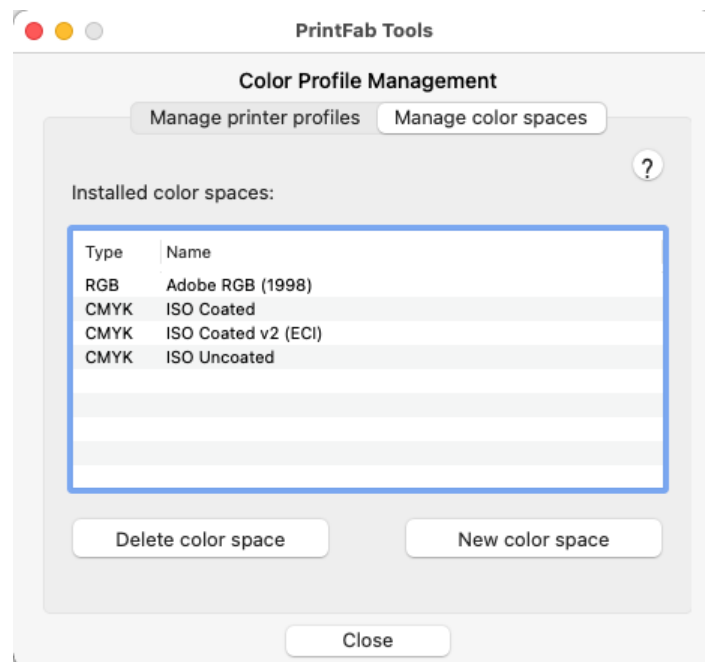 PrintFab Tools
Color Profile Management
Manage printer profiles Manage color spaces
?
Installed color spaces:
Type Name
RGB Adobe RGB (1998)
CMYK ISO Coated
CMYK ISO Coated v2 (ECI)
CMYK ISO Uncoated
Delete color space New color space
Close